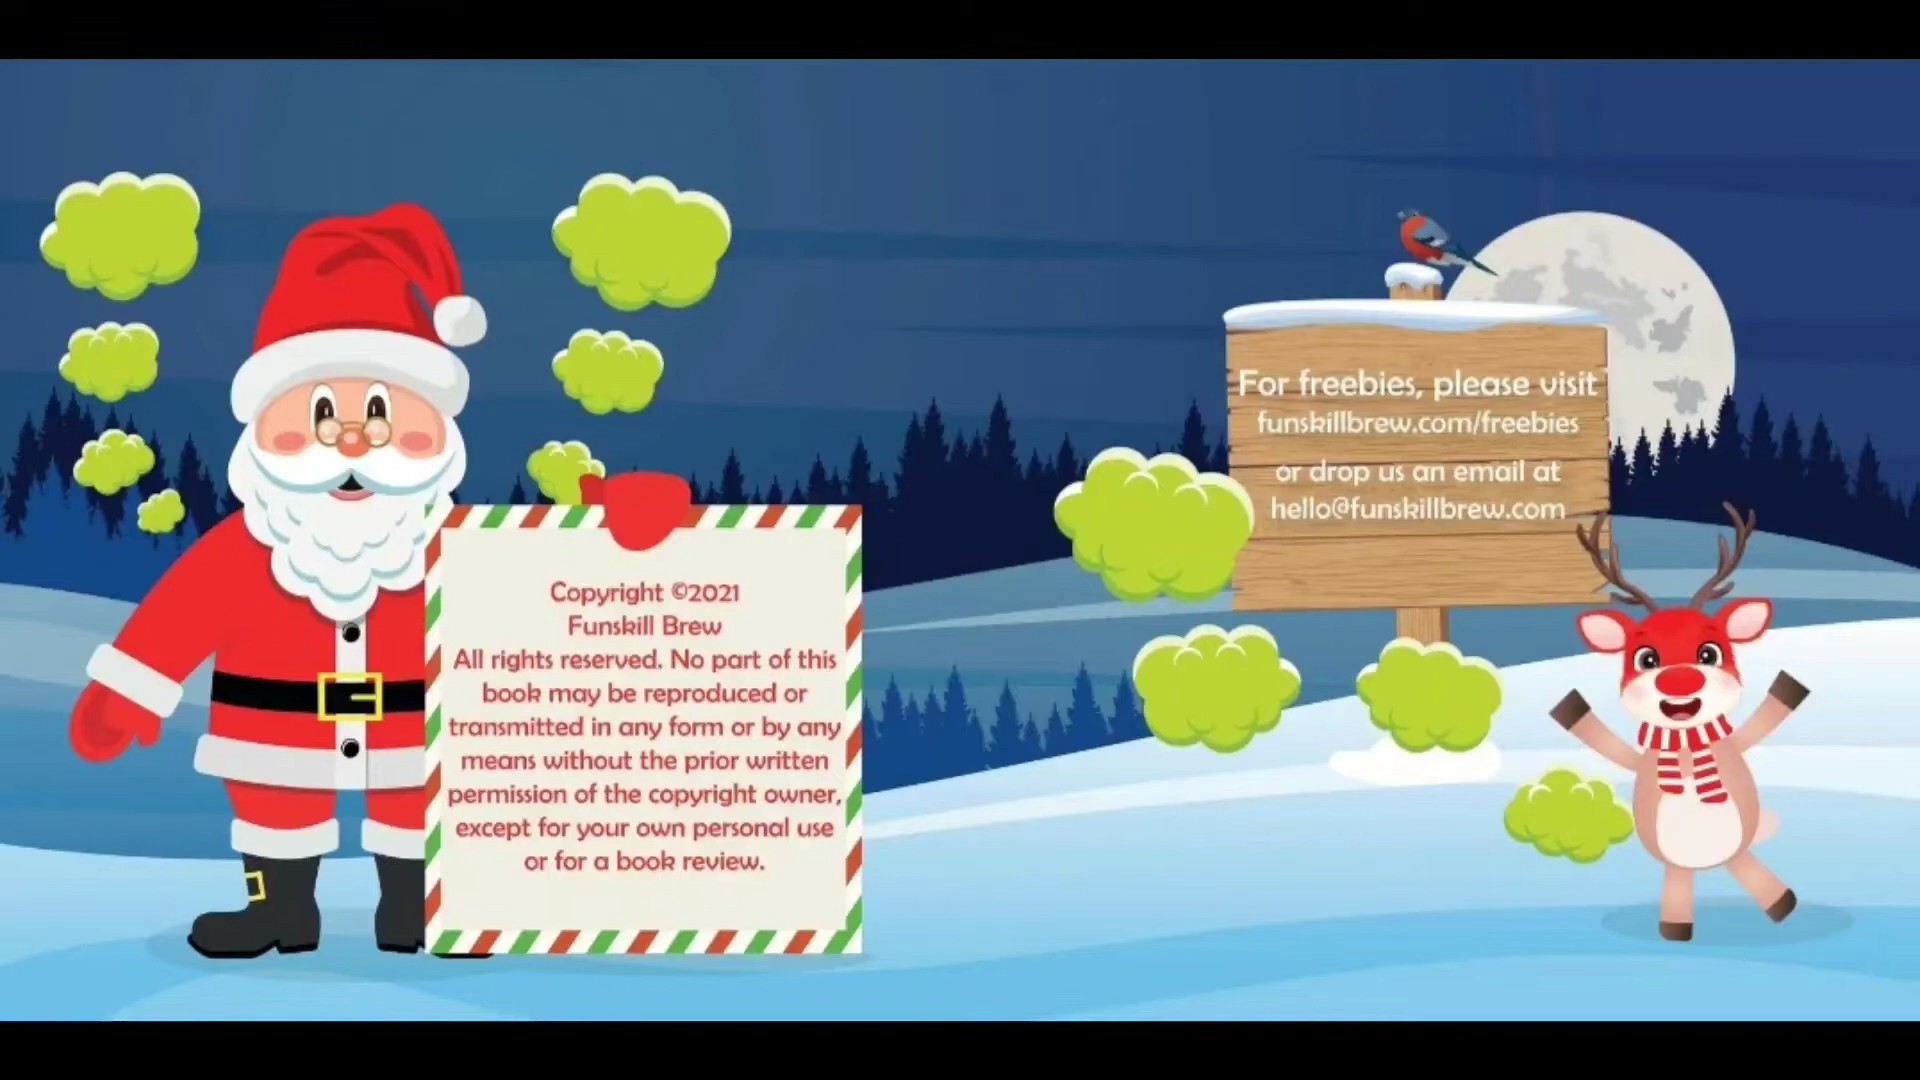 Copyright ©2021
Funskill Brew
All rights reserved. No part of this
book may be reproduced or
transmitted in any form or by any
means without the prior written
permission of the copyright owner,
except for your own personal use
or for a book review.
For freebies, please visit
funskillbrew.com/freebies
or drop us an email at
hello@funskillbrew.com